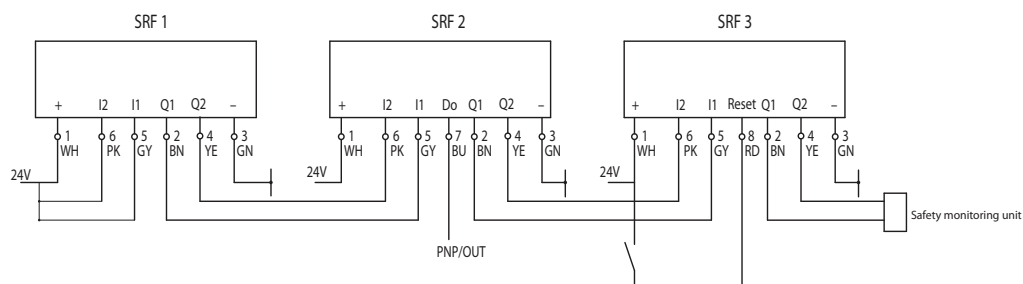 SRF 1 SRF 2 SRF 3
+ I2 I1 Q1 Q2 – + I2 I1 Do Q1 Q2 – + I2 I1 Reset Q1 Q2 –
1 6 5 2 4 3 1 6 5 7 2 4 3 1 6 5 8 2 4 3
WH PK GY BN YE GN WH PK GY BU BN YE GN WH PK GY RD BN YE GN
24V 24V 24V
Safety monitoring unit
PNP/OUT